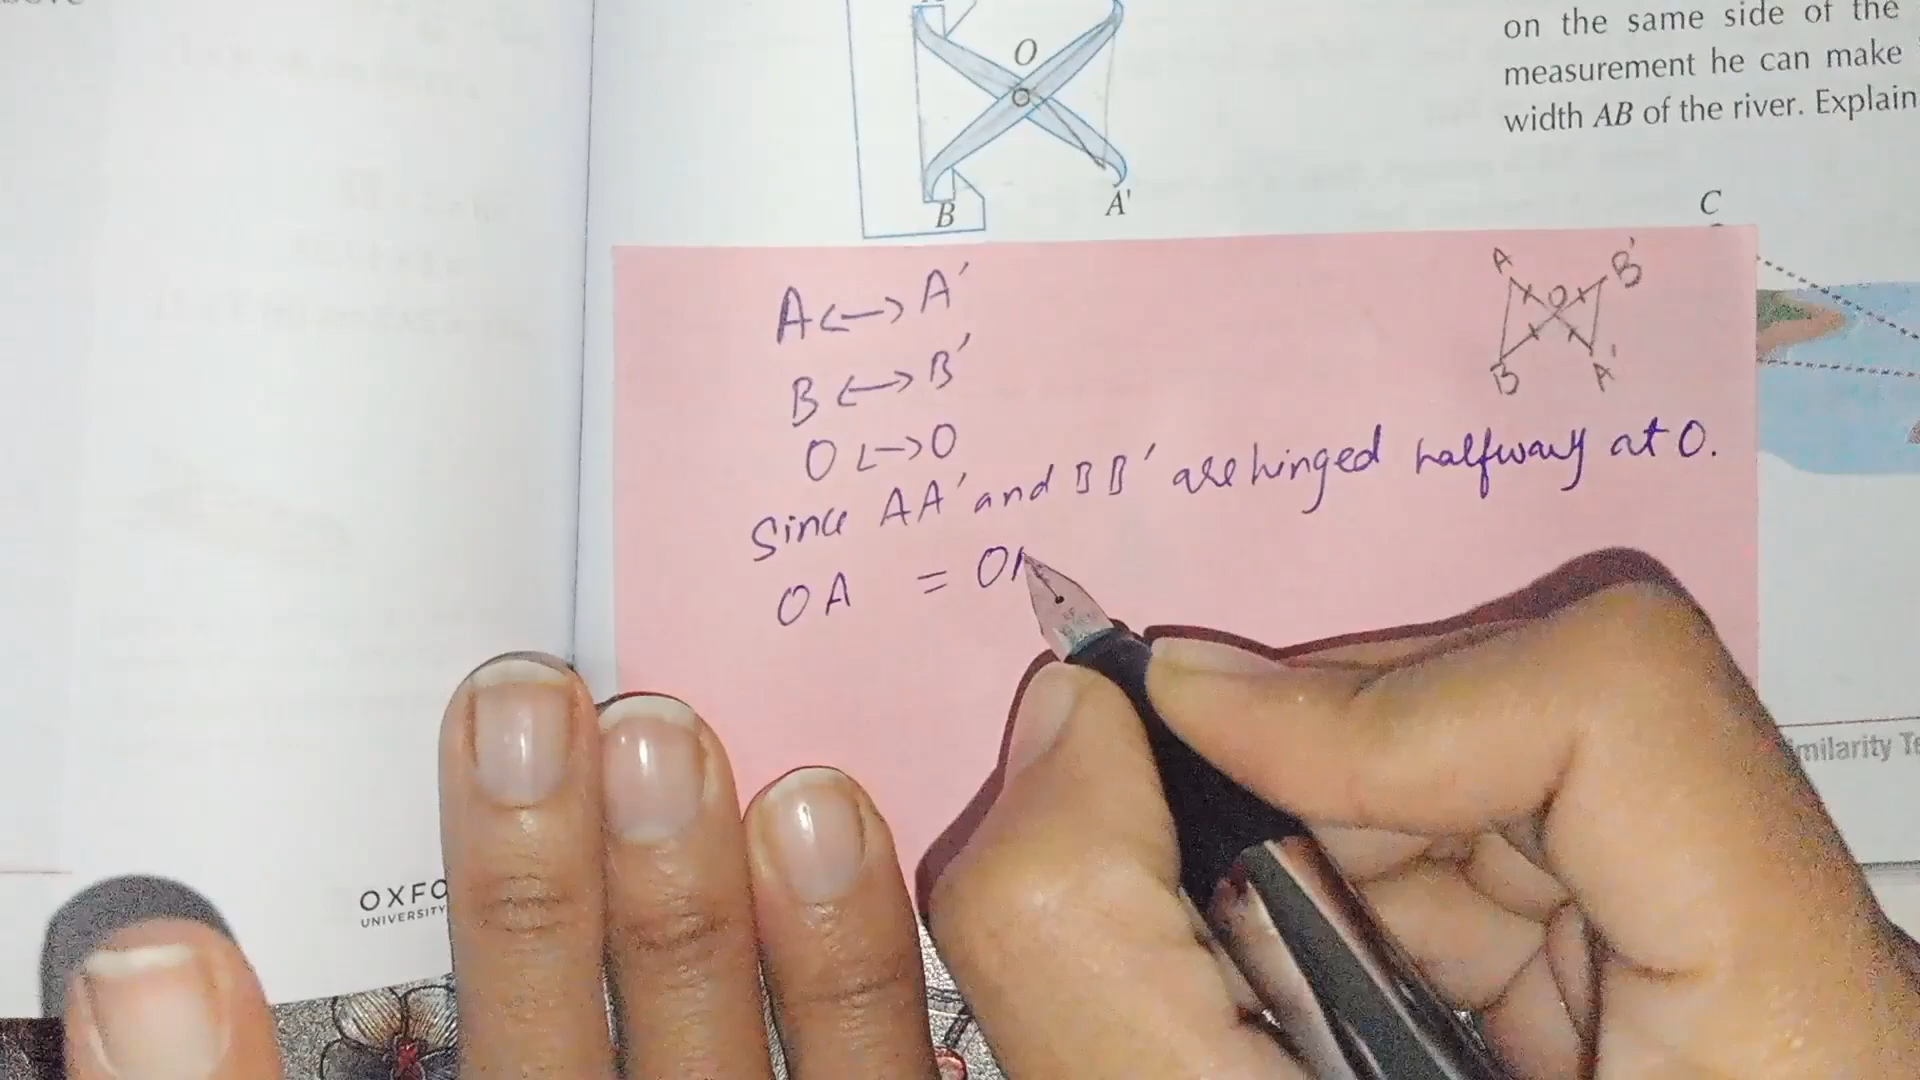 on the same side of the
measurement he can make
width AB of the river. Explain
O
B
A'
C
A <--> A'
B <--> B'
O <--> O
A
B'
O
B
A'
Since AA' and BB' are hinged halfway at O.
OA = O
milarity Te
OXFO
UNIVERSITY